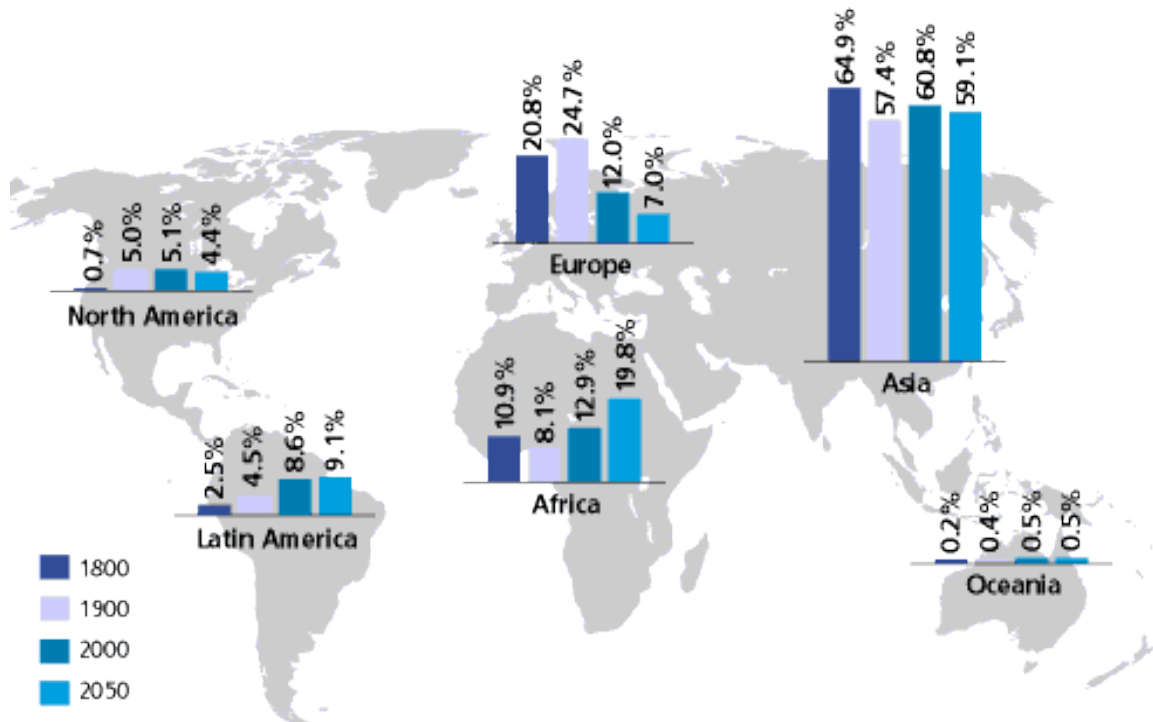 0.7% 5.0% 5.1% 4.4%
North America
20.8% 24.7% 12.0% 7.0%
Europe
64.9% 57.4% 60.8% 59.1%
Asia
2.5% 4.5% 8.6% 9.1%
Latin America
10.9% 8.1% 12.9% 19.8%
Africa
0.2% 0.4% 0.5% 0.5%
Oceania
1800
1900
2000
2050